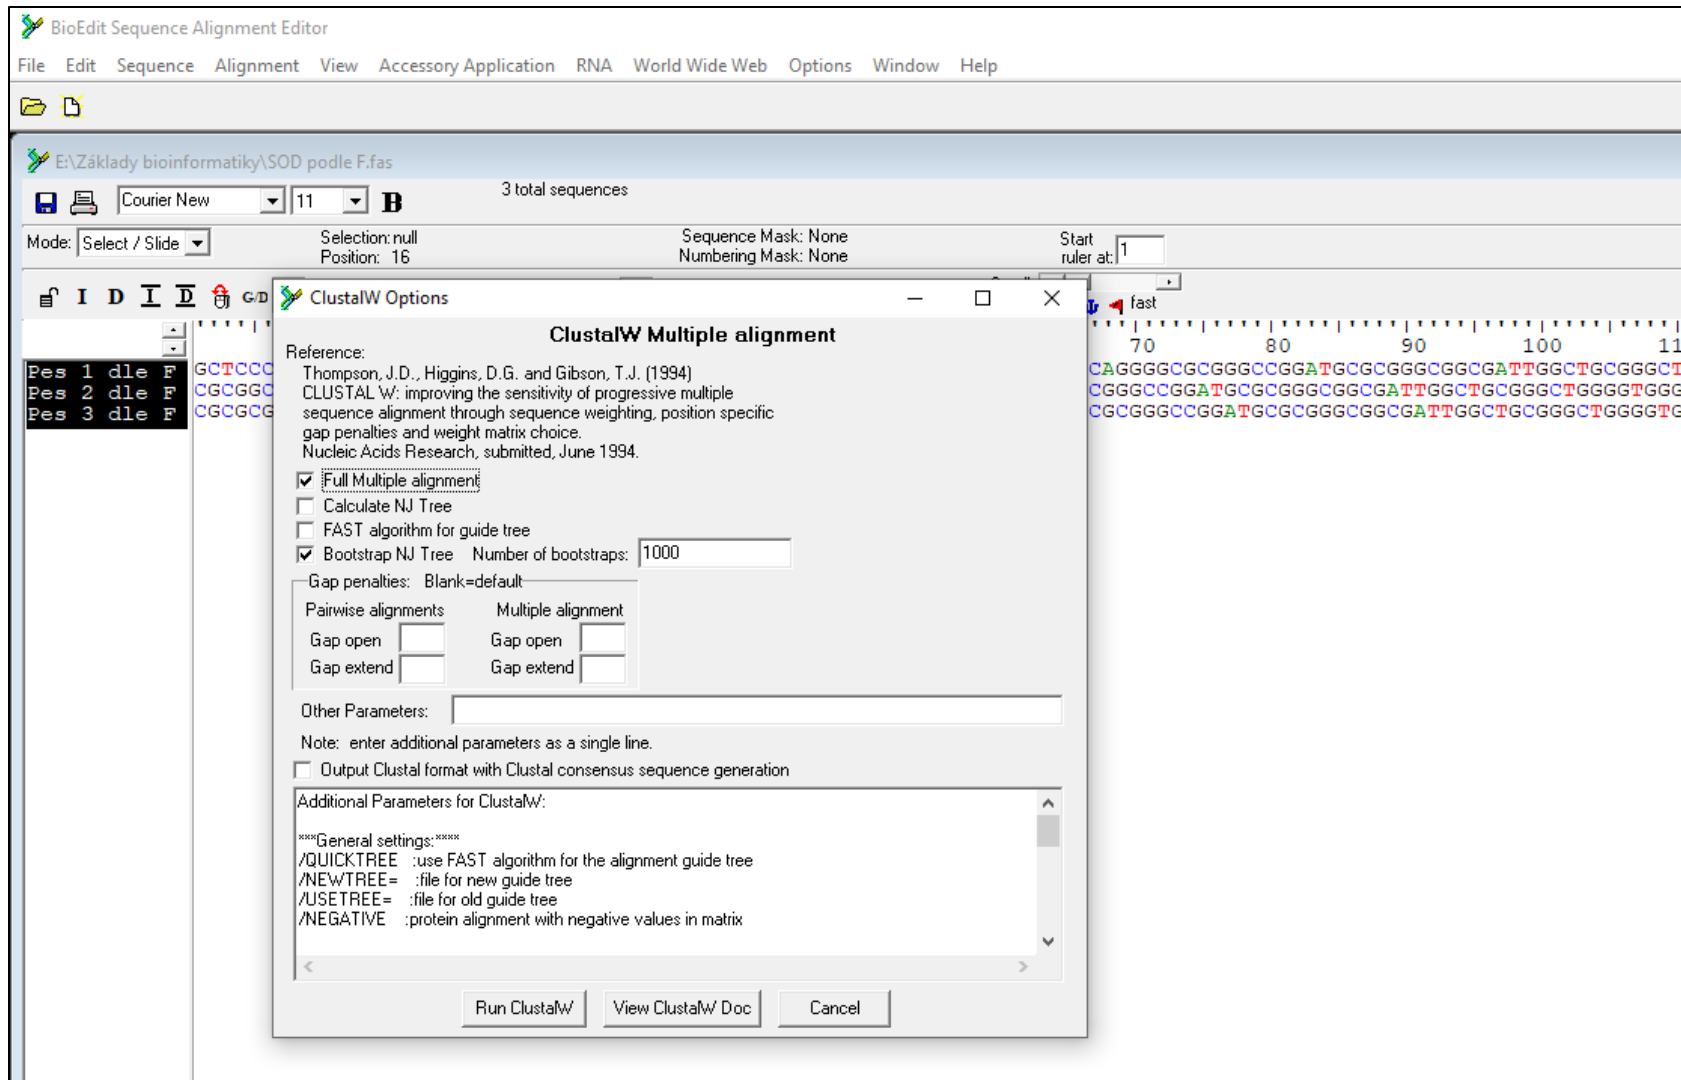 BioEdit Sequence Alignment Editor
File Edit Sequence Alignment View Accessory Application RNA World Wide Web Options Window Help
E:\Základy bioinformatiky\SOD podle F.fas
Courier New 11 B 3 total sequences
Mode: Select / Slide Selection: null Sequence Mask: None Start
Position: 16 Numbering Mask: None ruler at: 1
I D I D G/D fast
70 80 90 100 11
Pes 1 dle F GCTCCC CAGGGGCGCGGGCCGGATGCGCGGGCGGCGATTGGCTGCGGGCT
Pes 2 dle F CGCGGC CGGGCCGGATGCGCGGGCGGCGATTGGCTGCGGGCTGGGGTGGG
Pes 3 dle F CGCGCG CGCGGGCCGGATGCGCGGGCGGCGATTGGCTGCGGGCTGGGGTG
ClustalW Options
ClustalW Multiple alignment
Reference:
Thompson, J.D., Higgins, D.G. and Gibson, T.J. (1994)
CLUSTAL W: improving the sensitivity of progressive multiple
sequence alignment through sequence weighting, position specific
gap penalties and weight matrix choice.
Nucleic Acids Research, submitted, June 1994.
Full Multiple alignment
Calculate NJ Tree
FAST algorithm for guide tree
Bootstrap NJ Tree Number of bootstraps: 1000
Gap penalties: Blank=default
Pairwise alignments Multiple alignment
Gap open Gap open
Gap extend Gap extend
Other Parameters:
Note: enter additional parameters as a single line.
Output Clustal format with Clustal consensus sequence generation
Additional Parameters for ClustalW:
***General settings:****
/QUICKTREE :use FAST algorithm for the alignment guide tree
/NEWTREE= :file for new guide tree
/USETREE= :file for old guide tree
/NEGATIVE :protein alignment with negative values in matrix
Run ClustalW View ClustalW Doc Cancel